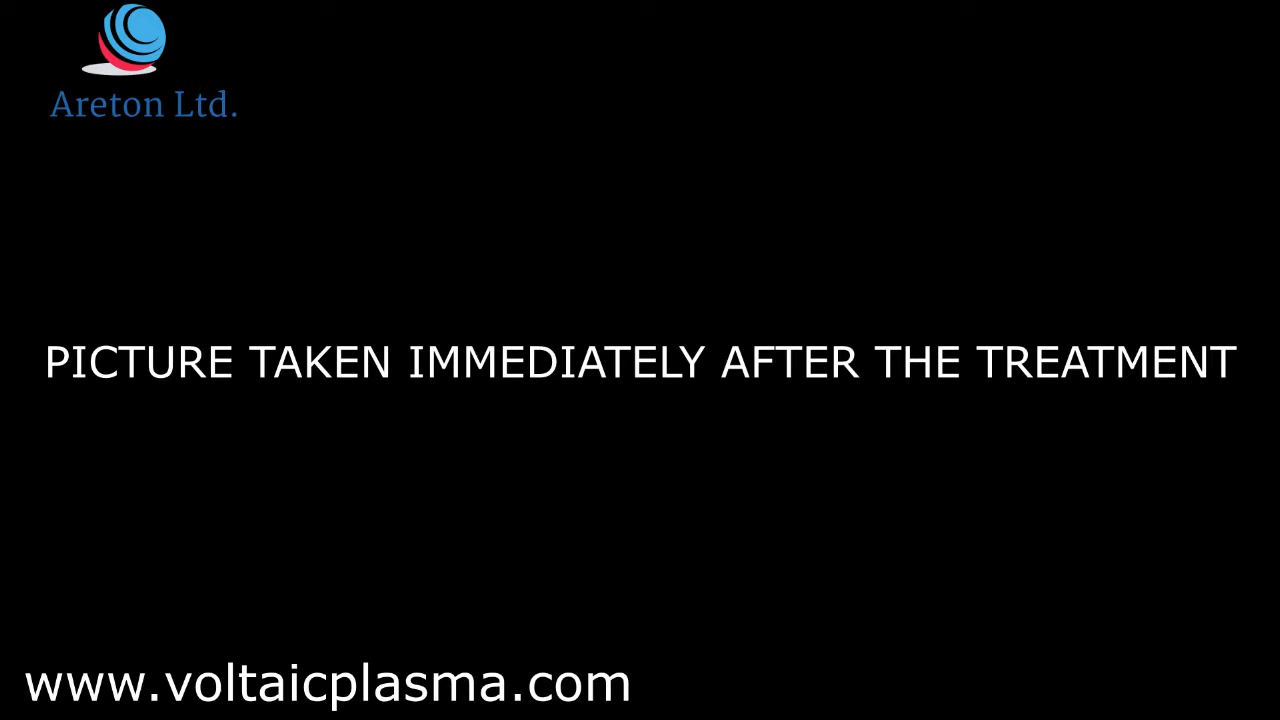 Areton Ltd.
PICTURE TAKEN IMMEDIATELY AFTER THE TREATMENT
www.voltaicplasma.com